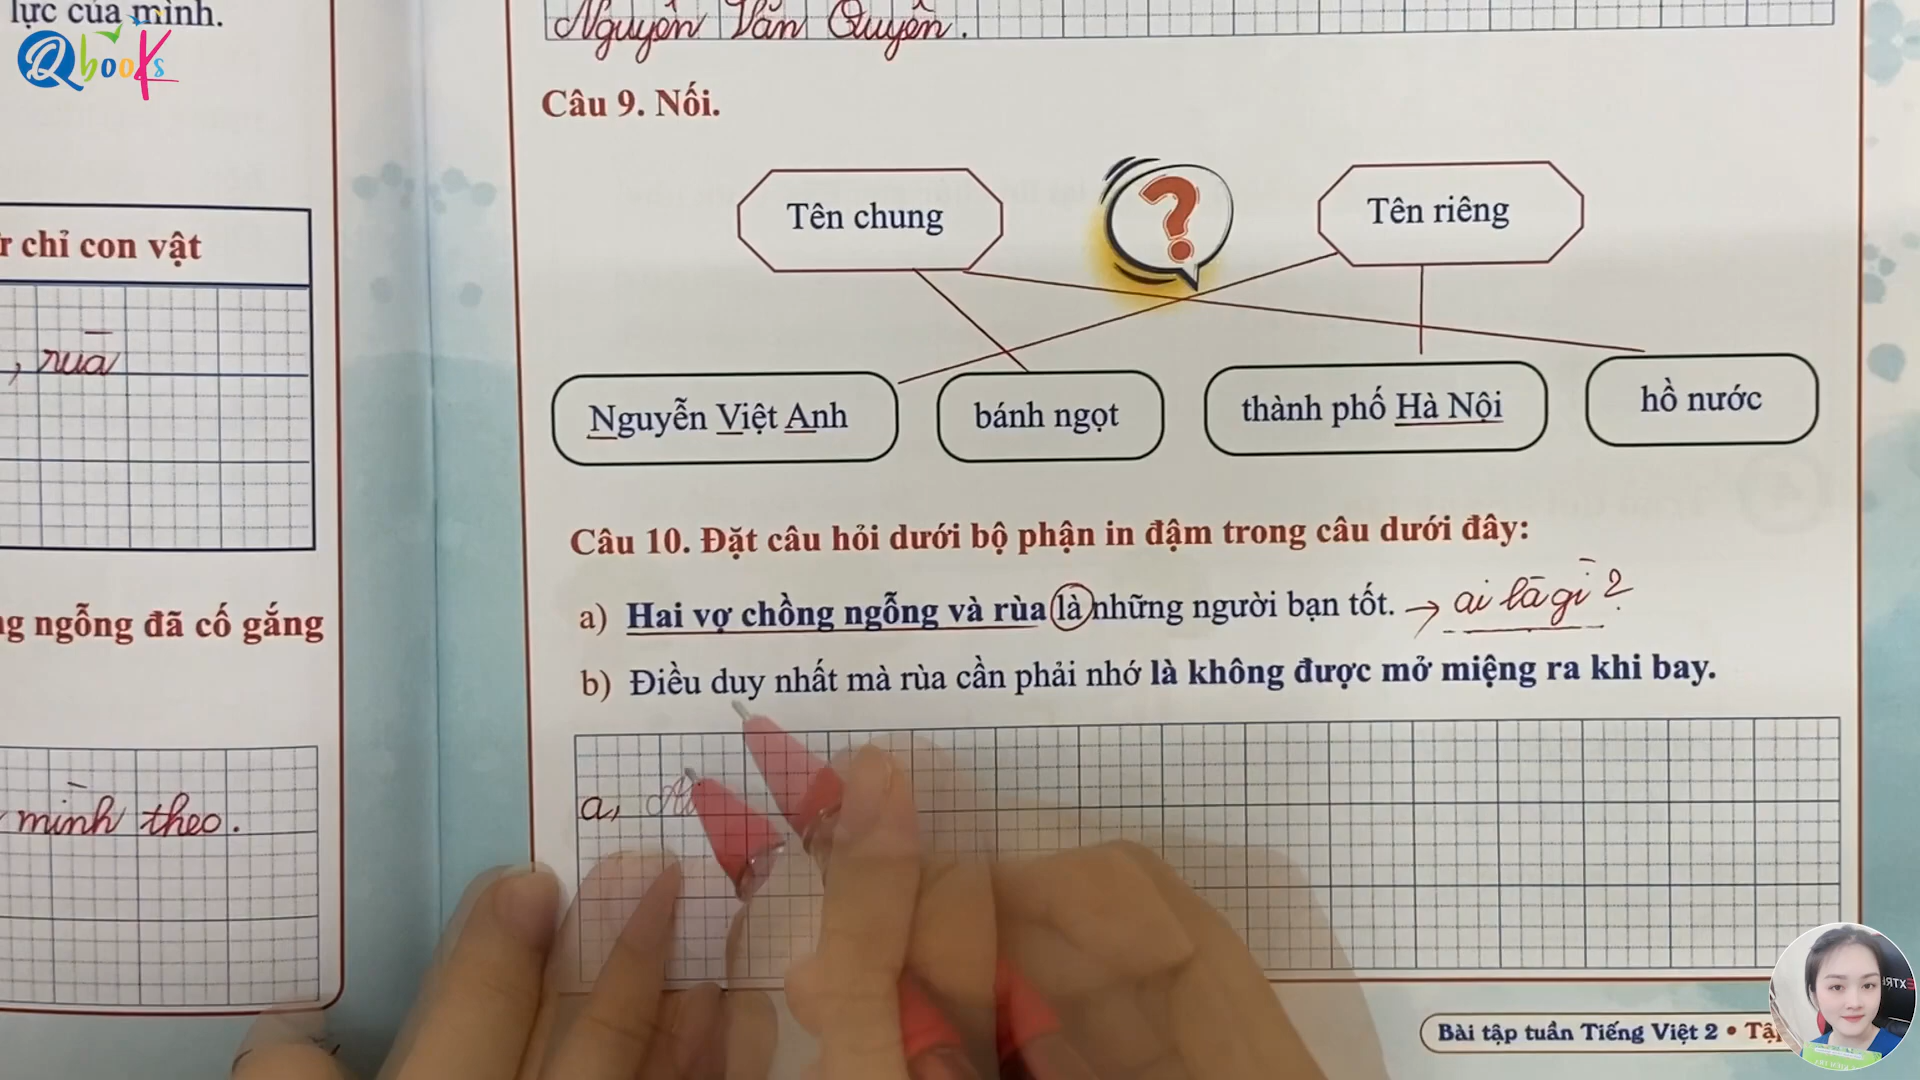 lực của mình.
Qbooks
chỉ con vật
, rùa
ngỗng đã cố gắng
mình theo.
Nguyễn Văn Quyền.
Câu 9. Nối.
Tên chung
Tên riêng
Nguyễn Việt Anh
bánh ngọt
thành phố Hà Nội
hồ nước
Câu 10. Đặt câu hỏi dưới bộ phận in đậm trong câu dưới đây:
a) Hai vợ chồng ngỗng và rùa là những người bạn tốt. → ai là gì?
b) Điều duy nhất mà rùa cần phải nhớ là không được mở miệng ra khi bay.
a,
Bài tập tuần Tiếng Việt 2 •